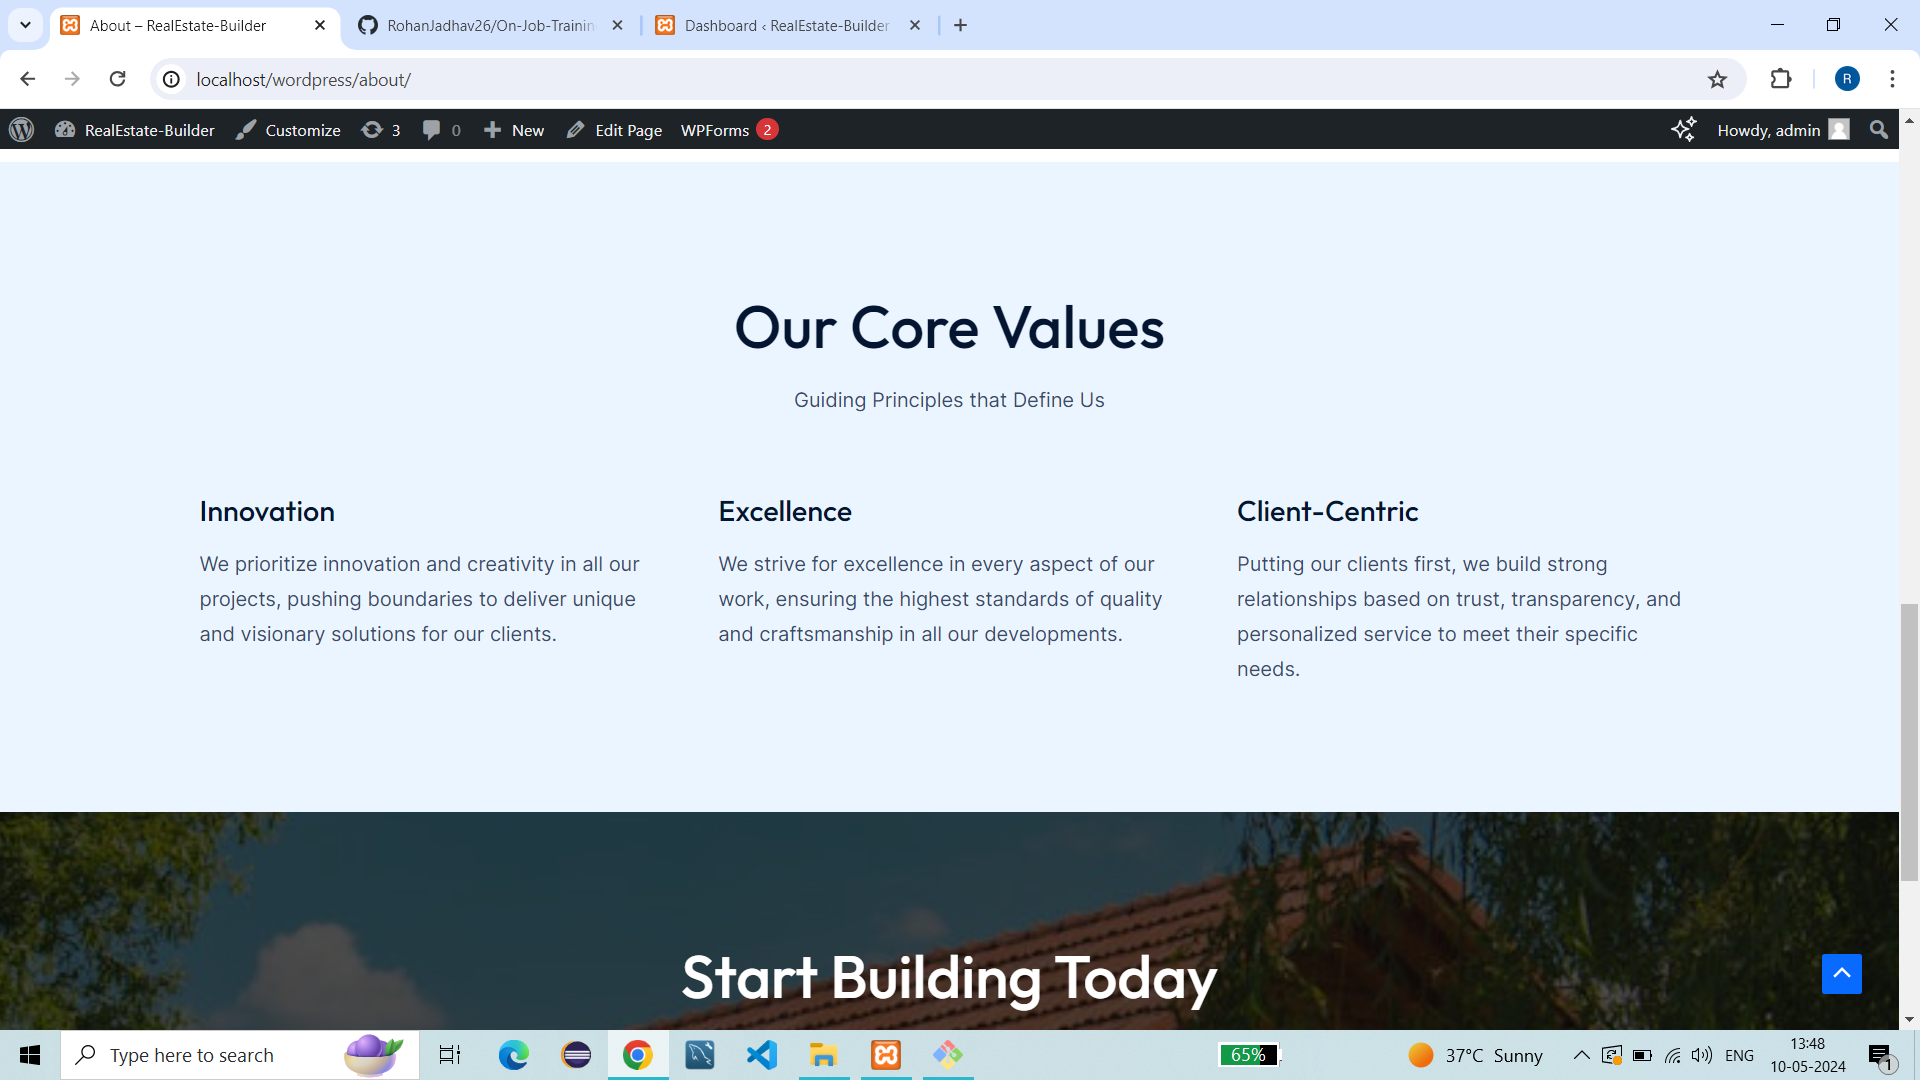 About – RealEstate-Builder
RohanJadhav26/On-Job-Trainin
Dashboard ‹ RealEstate-Builder
localhost/wordpress/about/
R
RealEstate-Builder
Customize
3
0
New
Edit Page
WPForms 2
Howdy, admin
Our Core Values
Guiding Principles that Define Us
Innovation
We prioritize innovation and creativity in all our
projects, pushing boundaries to deliver unique
and visionary solutions for our clients.
Excellence
We strive for excellence in every aspect of our
work, ensuring the highest standards of quality
and craftsmanship in all our developments.
Client-Centric
Putting our clients first, we build strong
relationships based on trust, transparency, and
personalized service to meet their specific
needs.
Start Building Today
Type here to search
65%
37°C Sunny
ENG
13:48
10-05-2024
1